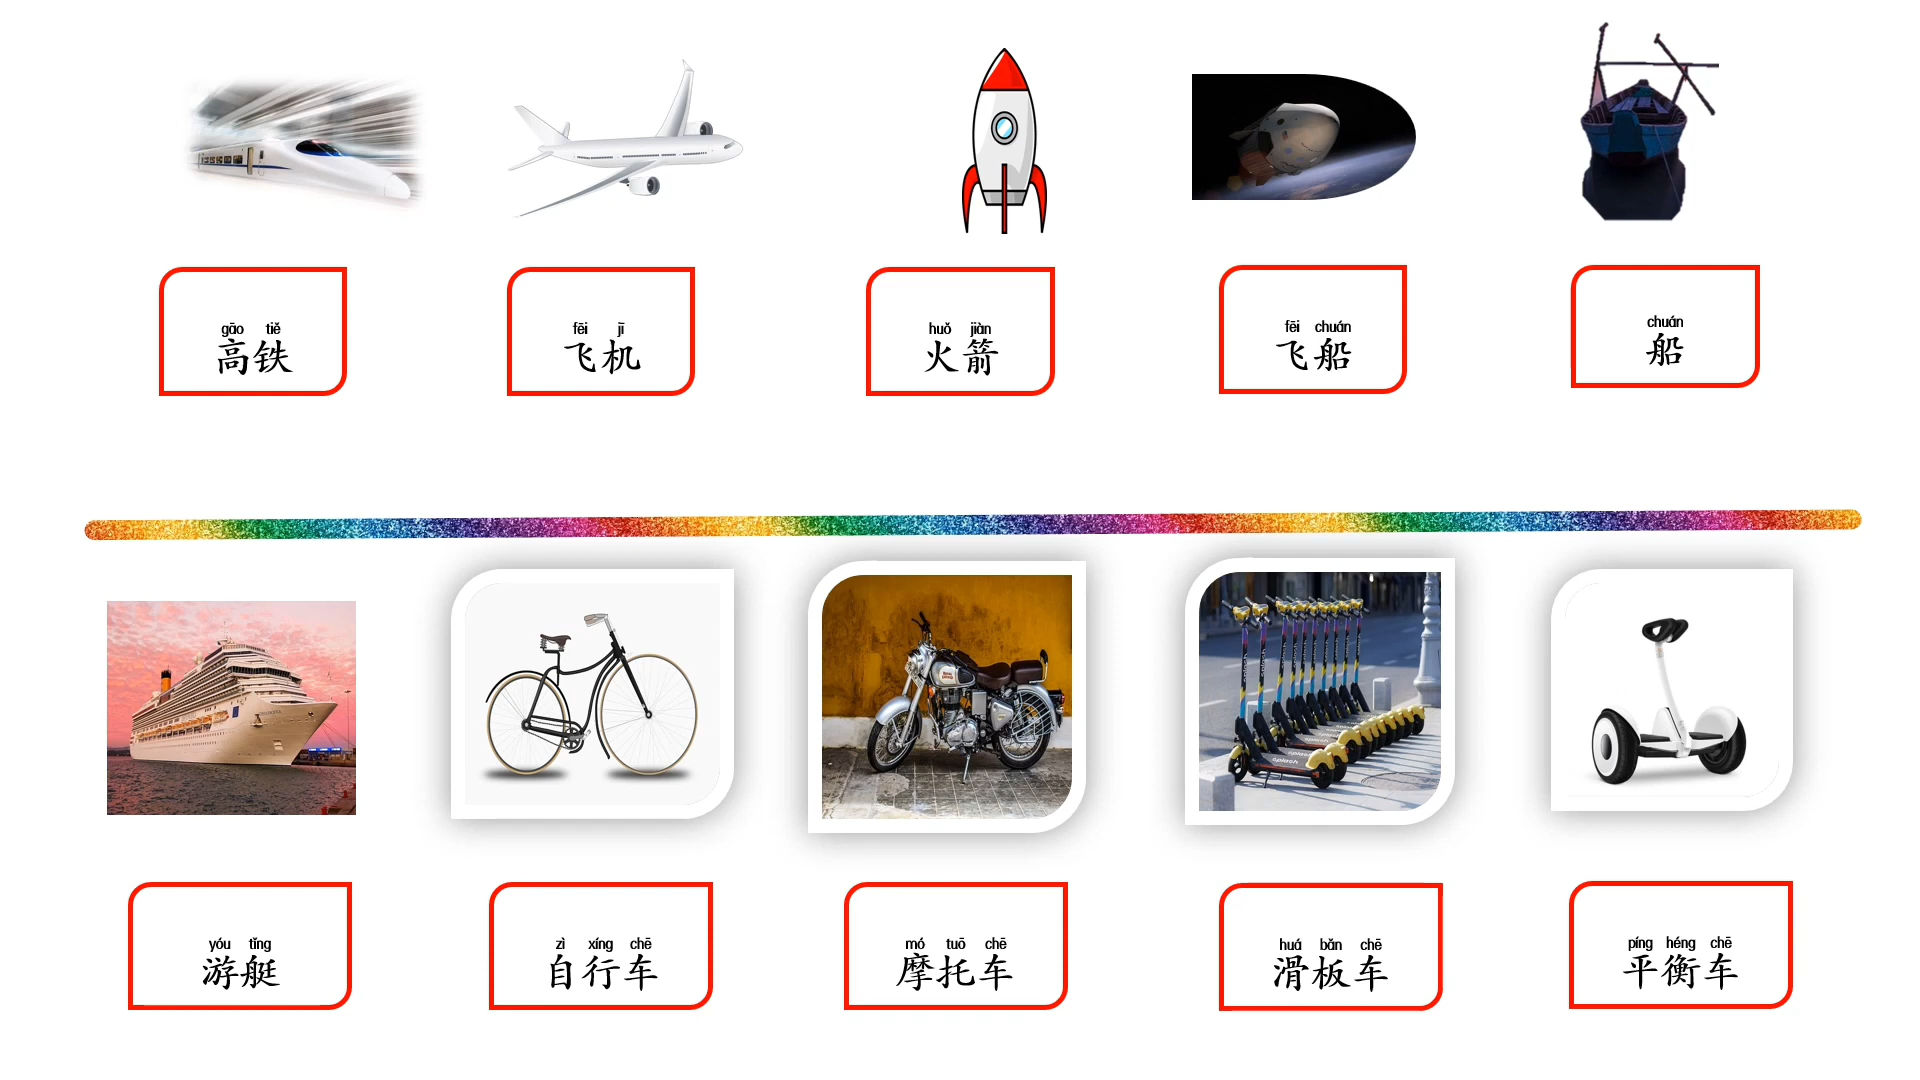 gāo tiě
高铁
fēi jī
飞机
huǒ jiàn
火箭
fēi chuán
飞船
chuán
船
yóu tǐng
游艇
zì xíng chē
自行车
mó tuō chē
摩托车
huá bǎn chē
滑板车
píng héng chē
平衡车